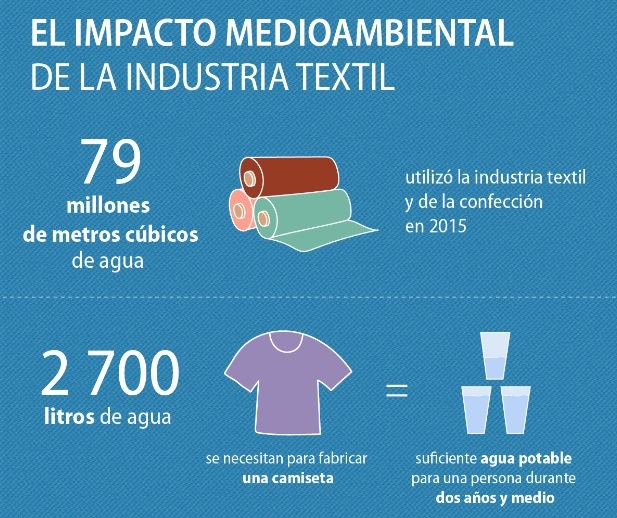 EL IMPACTO MEDIOAMBIENTAL
DE LA INDUSTRIA TEXTIL
79
millones
de metros cúbicos
de agua
utilizó la industria textil
y de la confección
en 2015
2 700
litros de agua
se necesitan para fabricar
una camiseta
=
suficiente agua potable
para una persona durante
dos años y medio